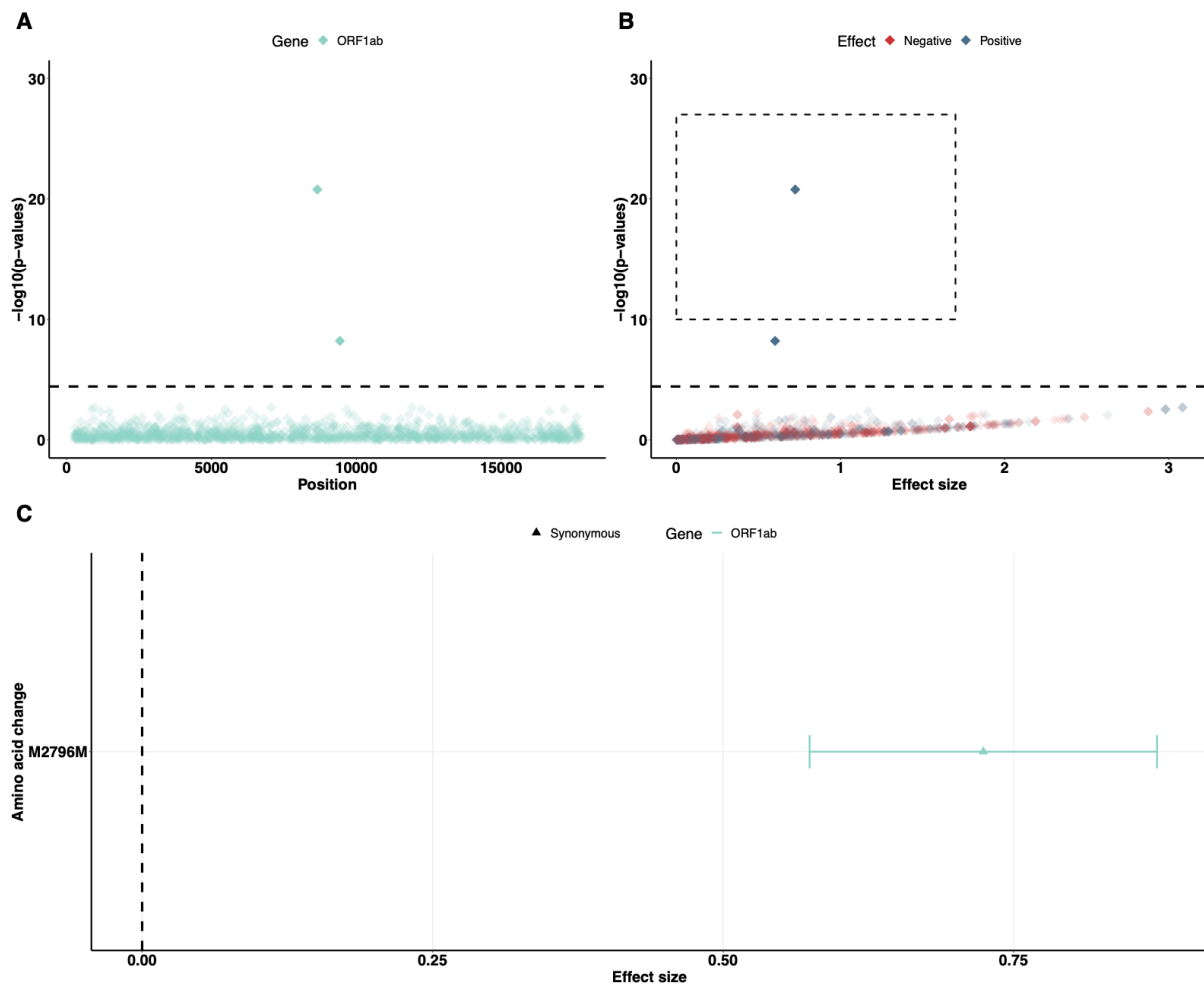 A
Gene ORF1ab
30
20
10
0
−log10(p−values)
0 5000 10000 15000
Position
B
Effect Negative Positive
30
20
10
0
−log10(p−values)
0 1 2 3
Effect size
C
Synonymous Gene ORF1ab
Amino acid change
M2796M
0.00 0.25 0.50 0.75
Effect size